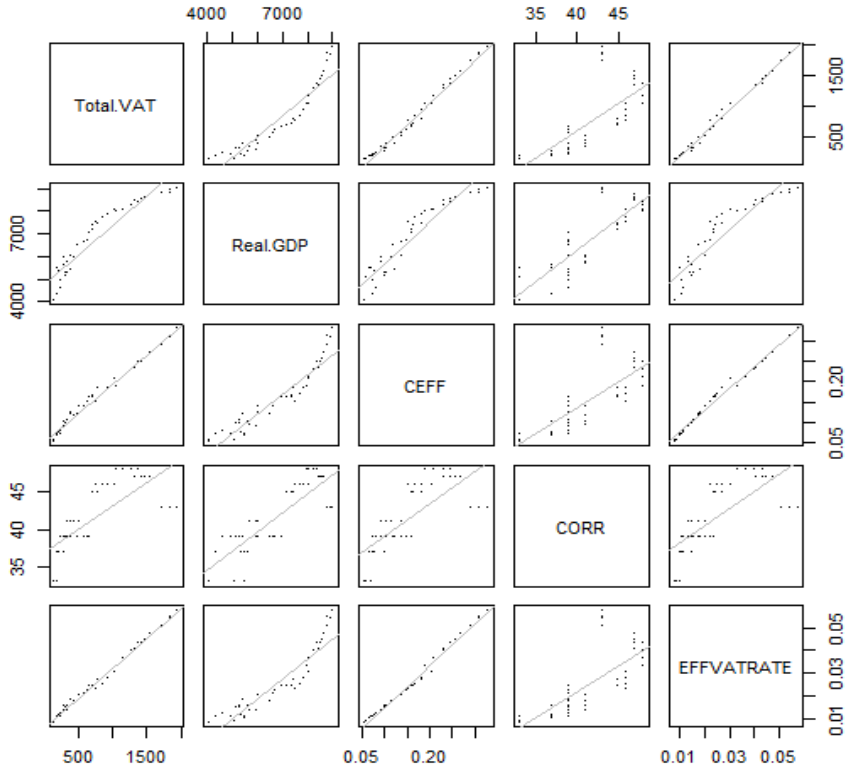 4000 7000 35 40 45
Total.VAT 500 1500
4000 7000 Real.GDP
CEFF 0.05 0.20
35 40 45 CORR
EFFVATRATE 0.01 0.03 0.05
500 1500 0.05 0.20 0.01 0.03 0.05